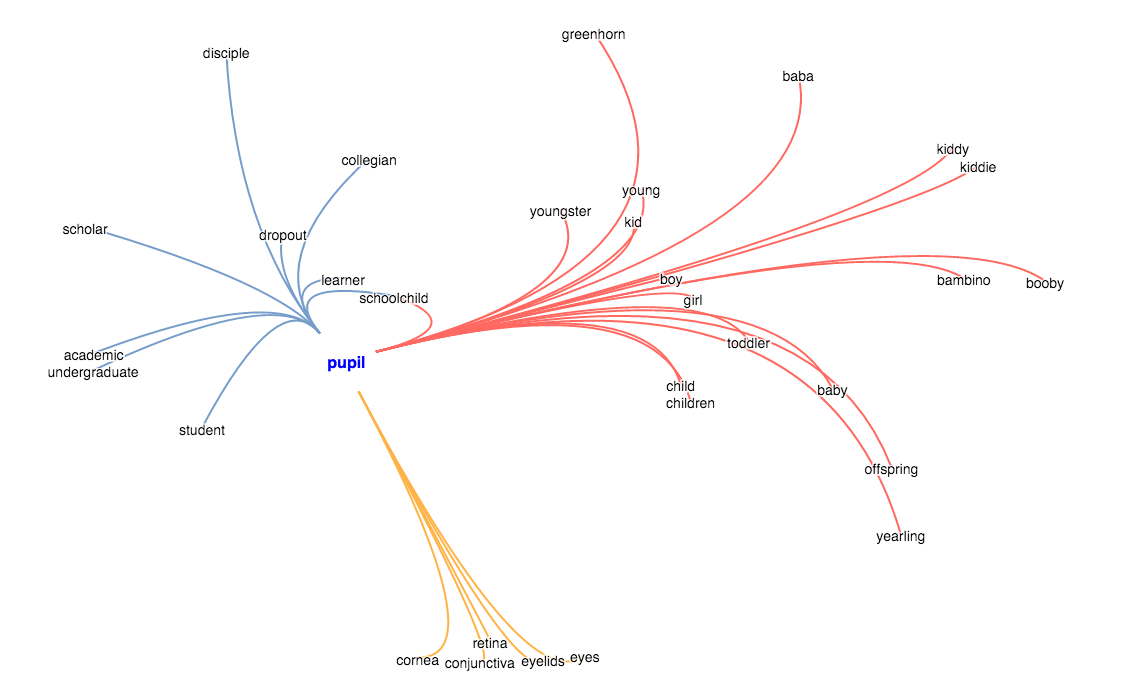 greenhorn
disciple
baba
collegian
kiddy
kiddie
young
youngster
kid
scholar
dropout
learner
boy
bambino
booby
schoolchild
girl
toddler
academic
pupil
undergraduate
child
baby
children
student
offspring
yearling
retina
cornea
conjunctiva
eyelids
eyes